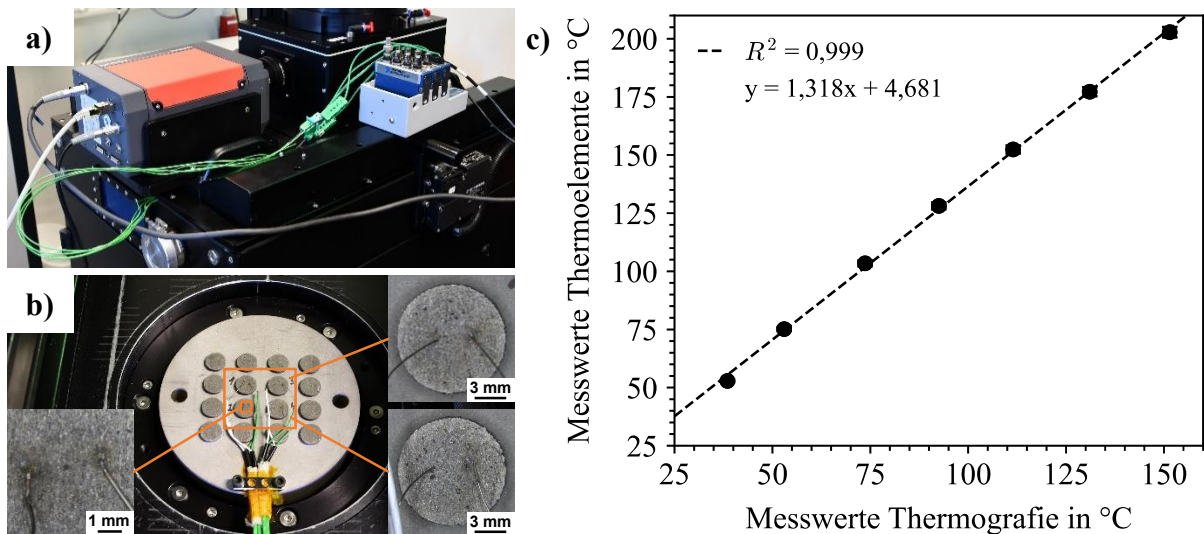 a)
b)
3 mm
1 mm
3 mm
c)
R² = 0,999
y = 1,318x + 4,681
Messwerte Thermoelemente in °C
200
175
150
125
100
75
50
25
25 50 75 100 125 150
Messwerte Thermografie in °C